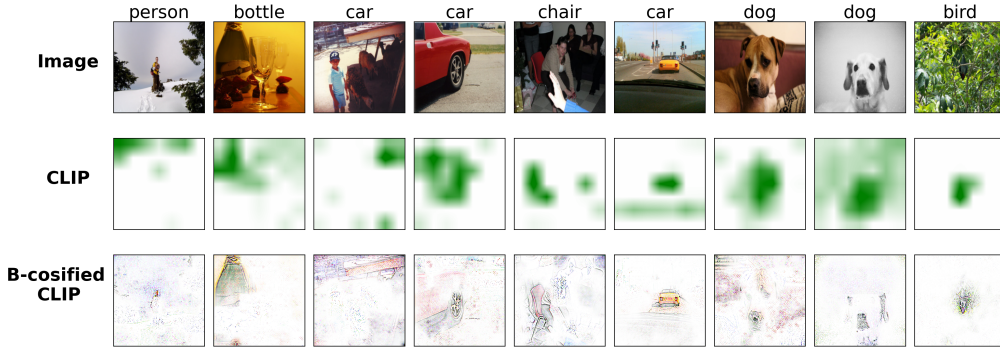 person bottle car car chair car dog dog bird
Image
CLIP
B-cosified
CLIP